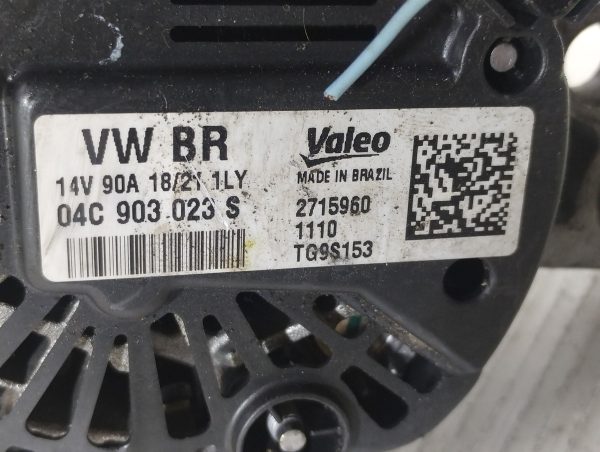 VW BR
14V 90A 18/21 1LY
04C 903 023 S
Valeo
MADE IN BRAZIL
2715960
1110
TG9S153